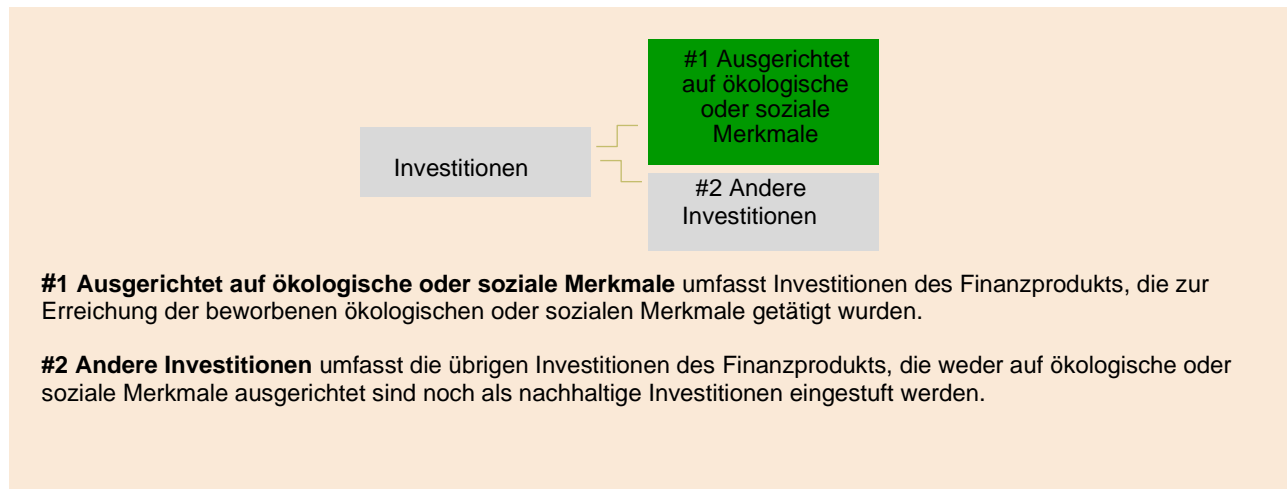 #1 Ausgerichtet
auf ökologische
oder soziale
Merkmale
Investitionen
#2 Andere
Investitionen
#1 Ausgerichtet auf ökologische oder soziale Merkmale umfasst Investitionen des Finanzprodukts, die zur
Erreichung der beworbenen ökologischen oder sozialen Merkmale getätigt wurden.
#2 Andere Investitionen umfasst die übrigen Investitionen des Finanzprodukts, die weder auf ökologische oder
soziale Merkmale ausgerichtet sind noch als nachhaltige Investitionen eingestuft werden.